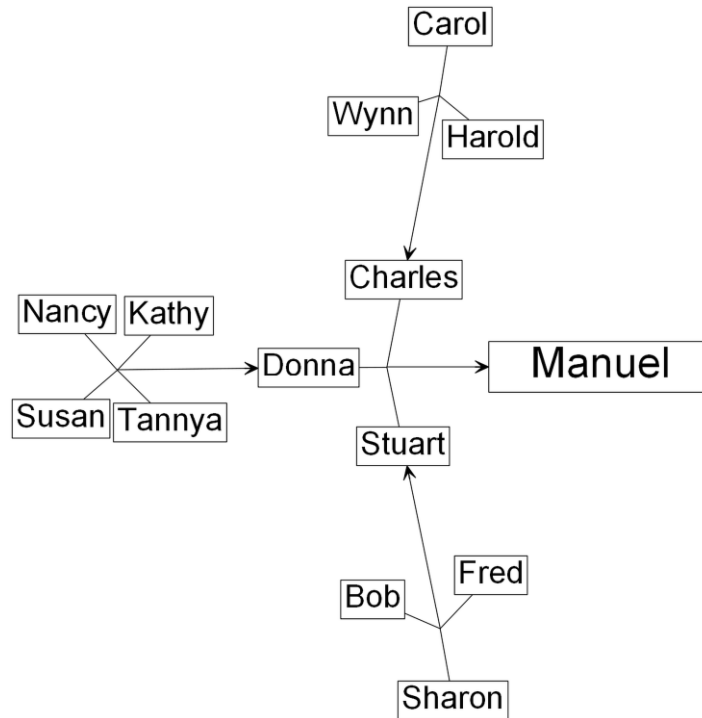 Carol
Wynn
Harold
Charles
Nancy
Kathy
Donna
Manuel
Susan
Tannya
Stuart
Fred
Bob
Sharon